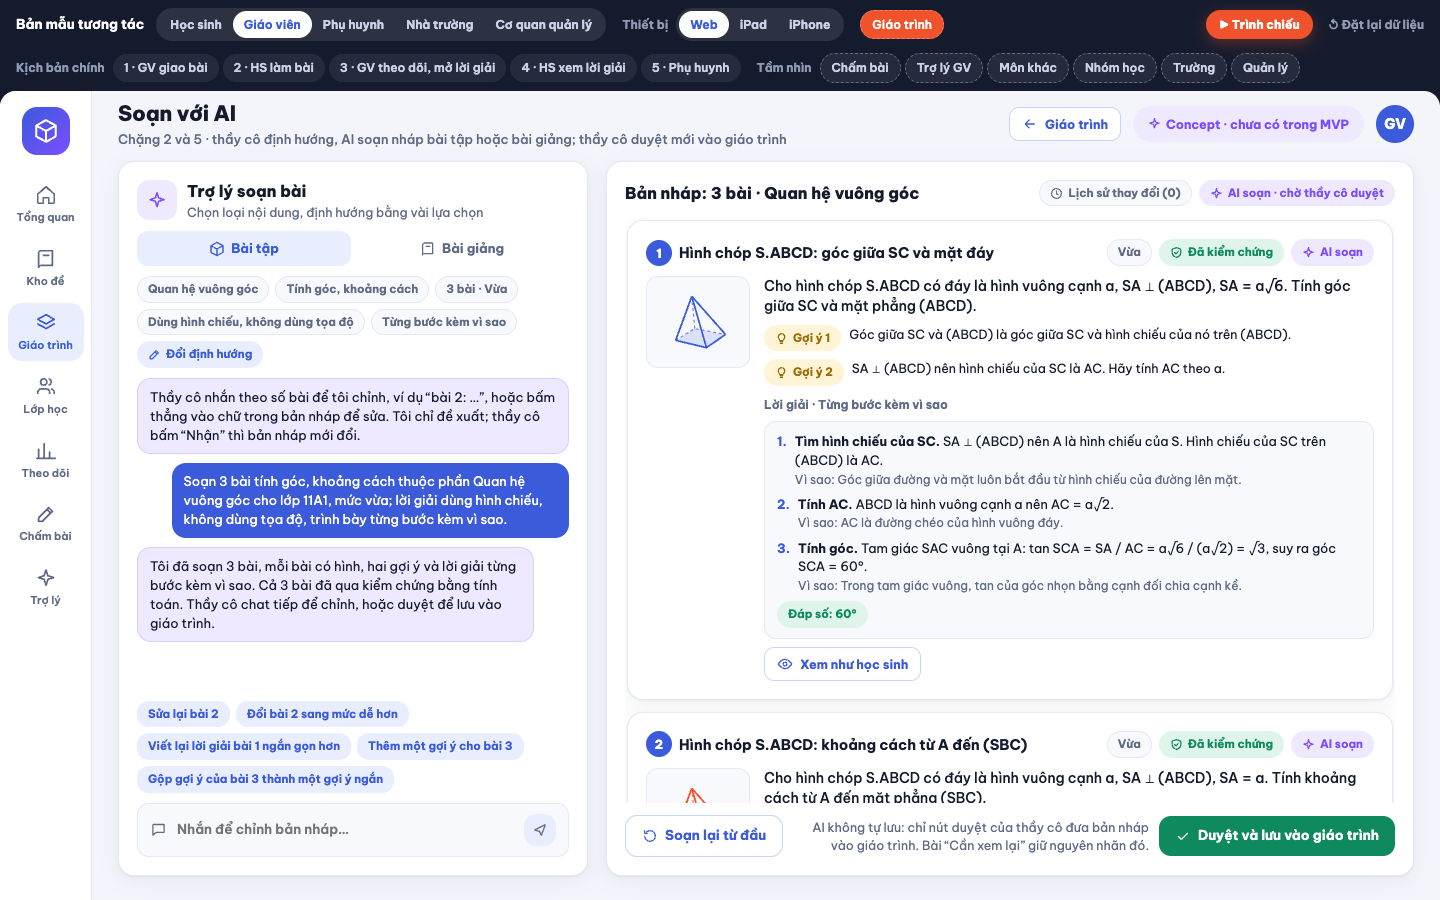 Bản mẫu tương tác
Học sinh
Giáo viên
Phụ huynh
Nhà trường
Cơ quan quản lý
Thiết bị
Web
iPad
iPhone
Giáo trình
Trình chiếu
Đặt lại dữ liệu
Kịch bản chính
1 · GV giao bài
2 · HS làm bài
3 · GV theo dõi, mở lời giải
4 · HS xem lời giải
5 · Phụ huynh
Tầm nhìn
Chấm bài
Trợ lý GV
Môn khác
Nhóm học
Trường
Quản lý
Tổng quan
Kho đề
Giáo trình
Lớp học
Theo dõi
Chấm bài
Trợ lý
Soạn với AI
Chặng 2 và 5 · thầy cô định hướng, AI soạn nháp bài tập hoặc bài giảng; thầy cô duyệt mới vào giáo trình
Giáo trình
Concept · chưa có trong MVP
GV
Trợ lý soạn bài
Chọn loại nội dung, định hướng bằng vài lựa chọn
Bài tập
Bài giảng
Quan hệ vuông góc
Tính góc, khoảng cách
3 bài · Vừa
Dùng hình chiếu, không dùng tọa độ
Từng bước kèm vì sao
Đổi định hướng
Thầy cô nhắn theo số bài để tôi chỉnh, ví dụ “bài 2: ...”, hoặc bấm
thẳng vào chữ trong bản nháp để sửa. Tôi chỉ đề xuất; thầy cô
bấm “Nhận” thì bản nháp mới đổi.
Soạn 3 bài tính góc, khoảng cách thuộc phần Quan hệ
vuông góc cho lớp 11A1, mức vừa; lời giải dùng hình chiếu,
không dùng tọa độ, trình bày từng bước kèm vì sao.
Tôi đã soạn 3 bài, mỗi bài có hình, hai gợi ý và lời giải từng
bước kèm vì sao. Cả 3 bài đã qua kiểm chứng bằng tính
toán. Thầy cô chat tiếp để chỉnh, hoặc duyệt để lưu vào
giáo trình.
Sửa lại bài 2
Đổi bài 2 sang mức dễ hơn
Viết lại lời giải bài 1 ngắn gọn hơn
Thêm một gợi ý cho bài 3
Gộp gợi ý của bài 3 thành một gợi ý ngắn
Nhắn để chỉnh bản nháp...
Bản nháp: 3 bài · Quan hệ vuông góc
Lịch sử thay đổi (0)
AI soạn · chờ thầy cô duyệt
1
Hình chóp S.ABCD: góc giữa SC và mặt đáy
Vừa
Đã kiểm chứng
AI soạn
Cho hình chóp S.ABCD có đáy là hình vuông cạnh a, SA ⊥ (ABCD), SA = a√6. Tính góc
giữa SC và mặt phẳng (ABCD).
Gợi ý 1
Góc giữa SC và (ABCD) là góc giữa SC và hình chiếu của nó trên (ABCD).
Gợi ý 2
SA ⊥ (ABCD) nên hình chiếu của SC là AC. Hãy tính AC theo a.
Lời giải · Từng bước kèm vì sao
1. Tìm hình chiếu của SC. SA ⊥ (ABCD) nên A là hình chiếu của S. Hình chiếu của SC trên
(ABCD) là AC.
Vì sao: Góc giữa đường và mặt luôn bắt đầu từ hình chiếu của đường lên mặt.
2. Tính AC. ABCD là hình vuông cạnh a nên AC = a√2.
Vì sao: AC là đường chéo của hình vuông đáy.
3. Tính góc. Tam giác SAC vuông tại A: tan SCA = SA / AC = a√6 / (a√2) = √3, suy ra góc
SCA = 60°.
Vì sao: Trong tam giác vuông, tan của góc nhọn bằng cạnh đối chia cạnh kề.
Đáp số: 60°
Xem như học sinh
2
Hình chóp S.ABCD: khoảng cách từ A đến (SBC)
Vừa
Đã kiểm chứng
AI soạn
Cho hình chóp S.ABCD có đáy là hình vuông cạnh a, SA ⊥ (ABCD), SA = a. Tính khoảng
cách từ A đến mặt phẳng (SBC).
Soạn lại từ đầu
AI không tự lưu: chỉ nút duyệt của thầy cô đưa bản nháp
vào giáo trình. Bài “Cần xem lại” giữ nguyên nhãn đó.
Duyệt và lưu vào giáo trình